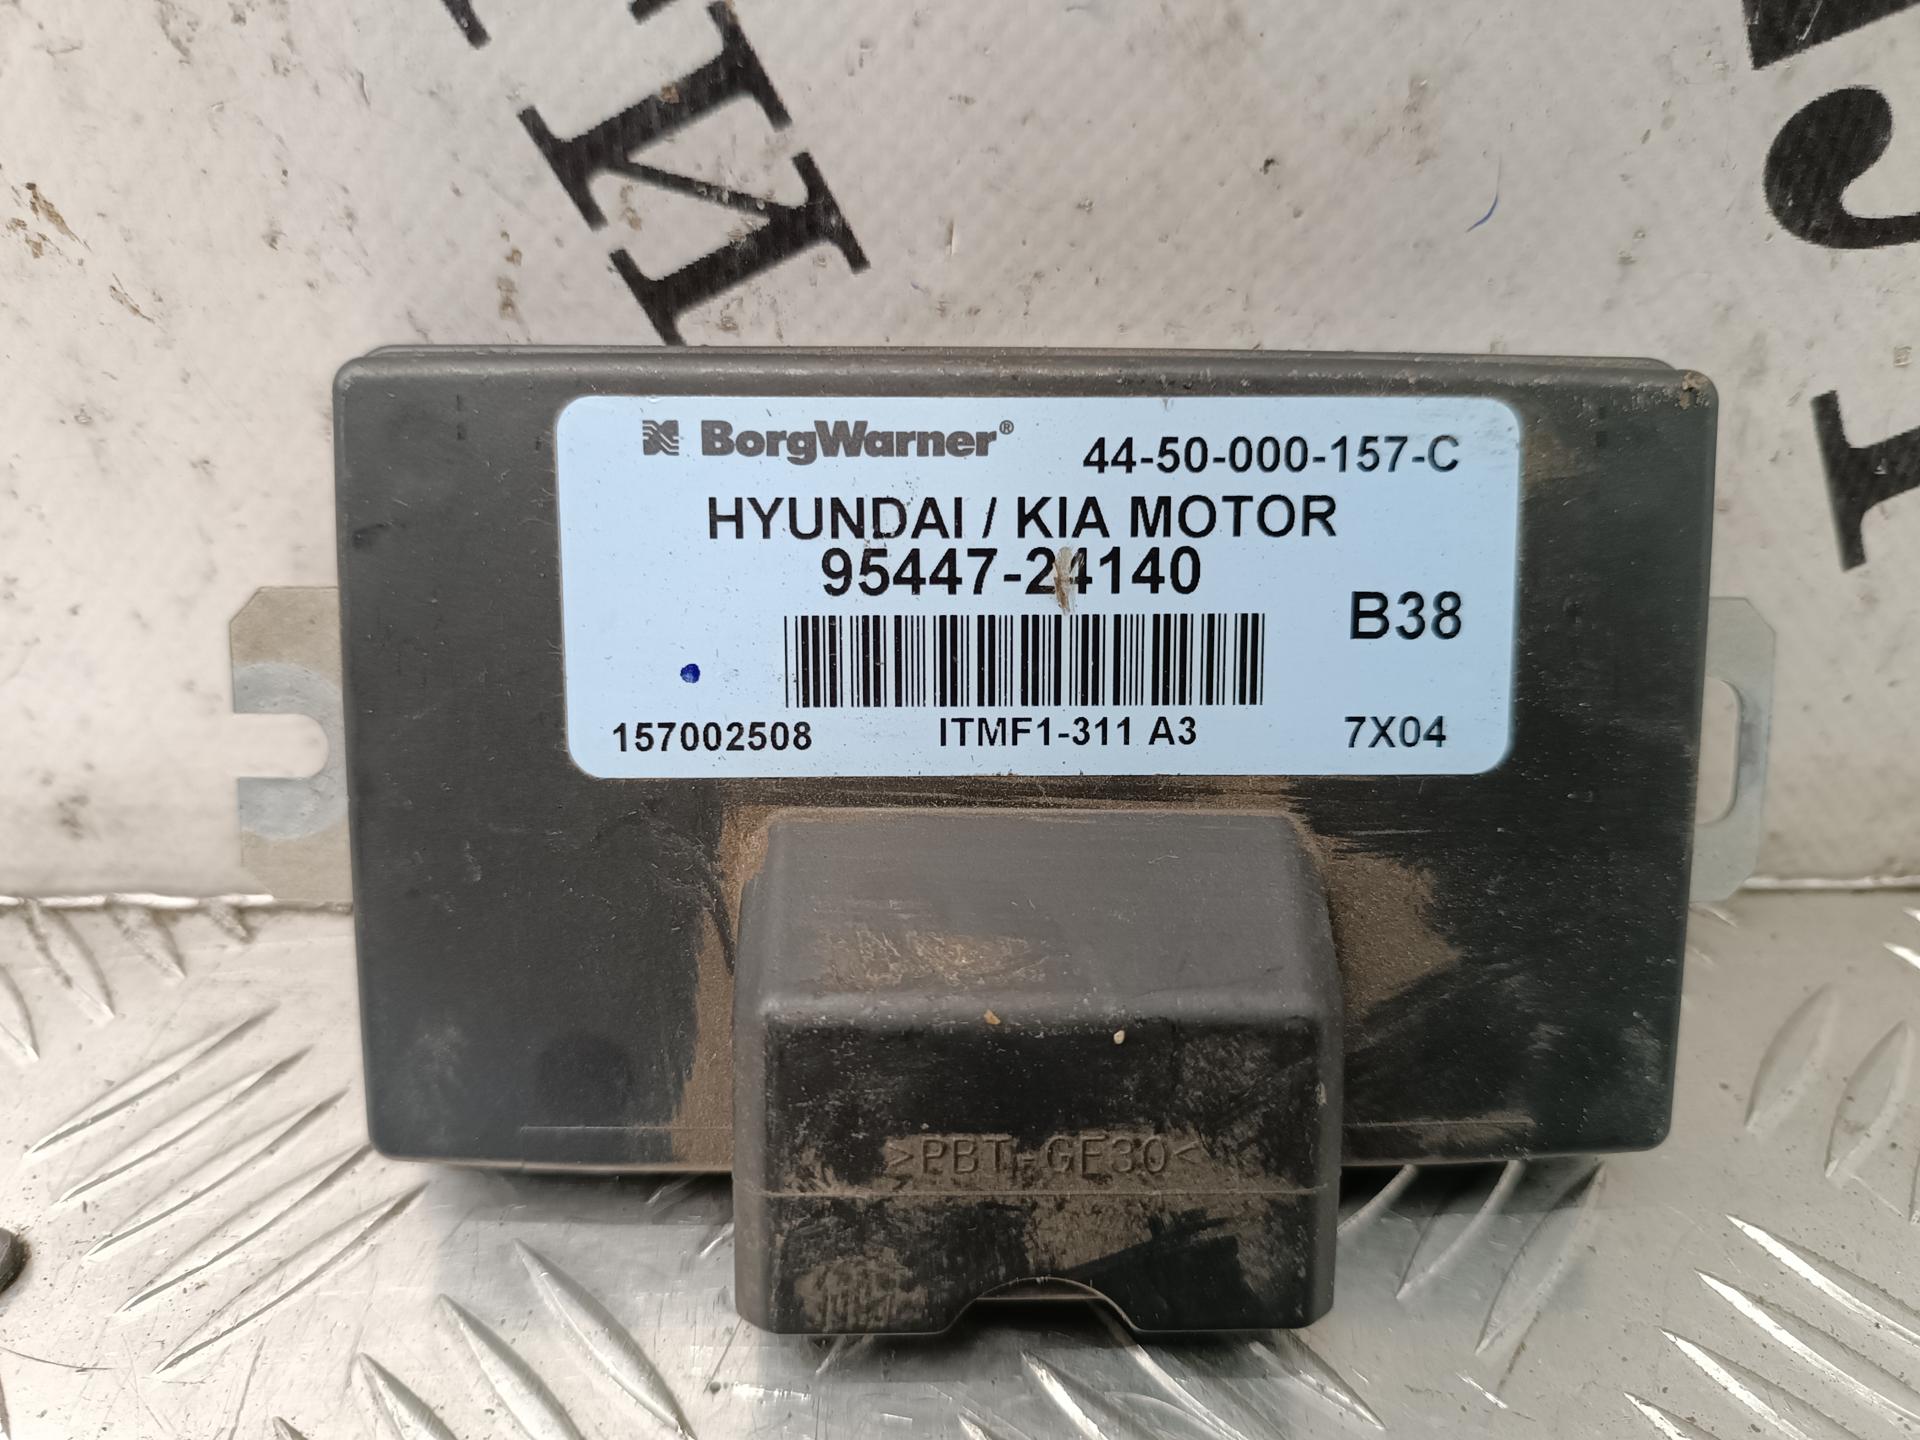 BorgWarner® 44-50-000-157-C
HYUNDAI / KIA MOTOR
95447-24140
B38
157002508 ITMF1-311 A3 7X04
>PBT-GF30<